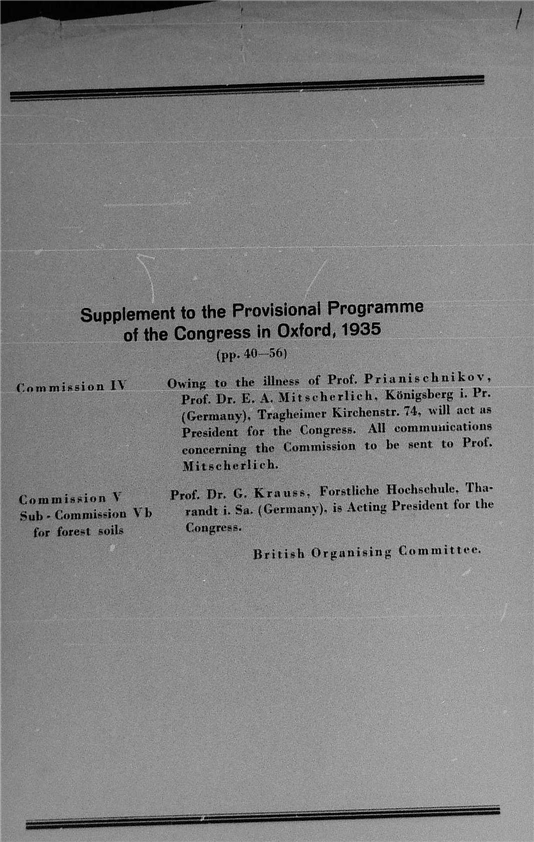 Supplement to the Provisional Programme
of the Congress in Oxford, 1935
(pp. 40—56)
Commission IV
Owing to the illness of Prof. Prianischnikov,
Prof. Dr. E. A. Mitscherlich, Königsberg i. Pr.
(Germany), Tragheimer Kirchenstr. 74, will act as
President for the Congress. All communications
concerning the Commission to be sent to Prof.
Mitscherlich.
Commission V
Sub - Commission Vb
for forest soils
Prof. Dr. G. Krauss, Forstliche Hochschule, Tha-
randt i. Sa. (Germany), is Acting President for the
Congress.
British Organising Committee.